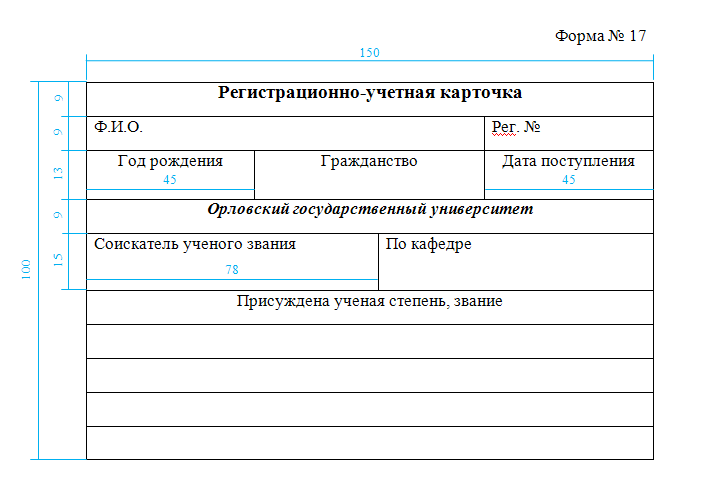 Форма № 17
150
Регистрационно-учетная карточка
9
Ф.И.О.
Рег. №
9
Год рождения
Гражданство
Дата поступления
45
45
13
Орловский государственный университет
9
Соискатель ученого звания
По кафедре
78
15
100
Присуждена ученая степень, звание